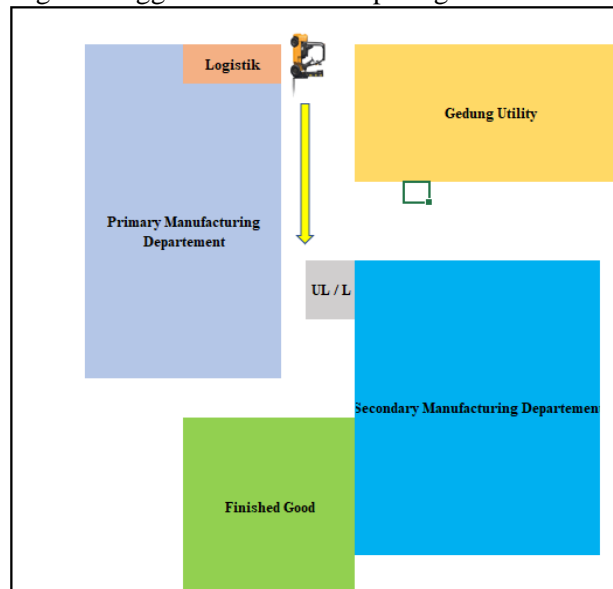 Logistik
Gedung Utility
Primary Manufacturing
Departement
UL / L
Secondary Manufacturing Departement
Finished Good